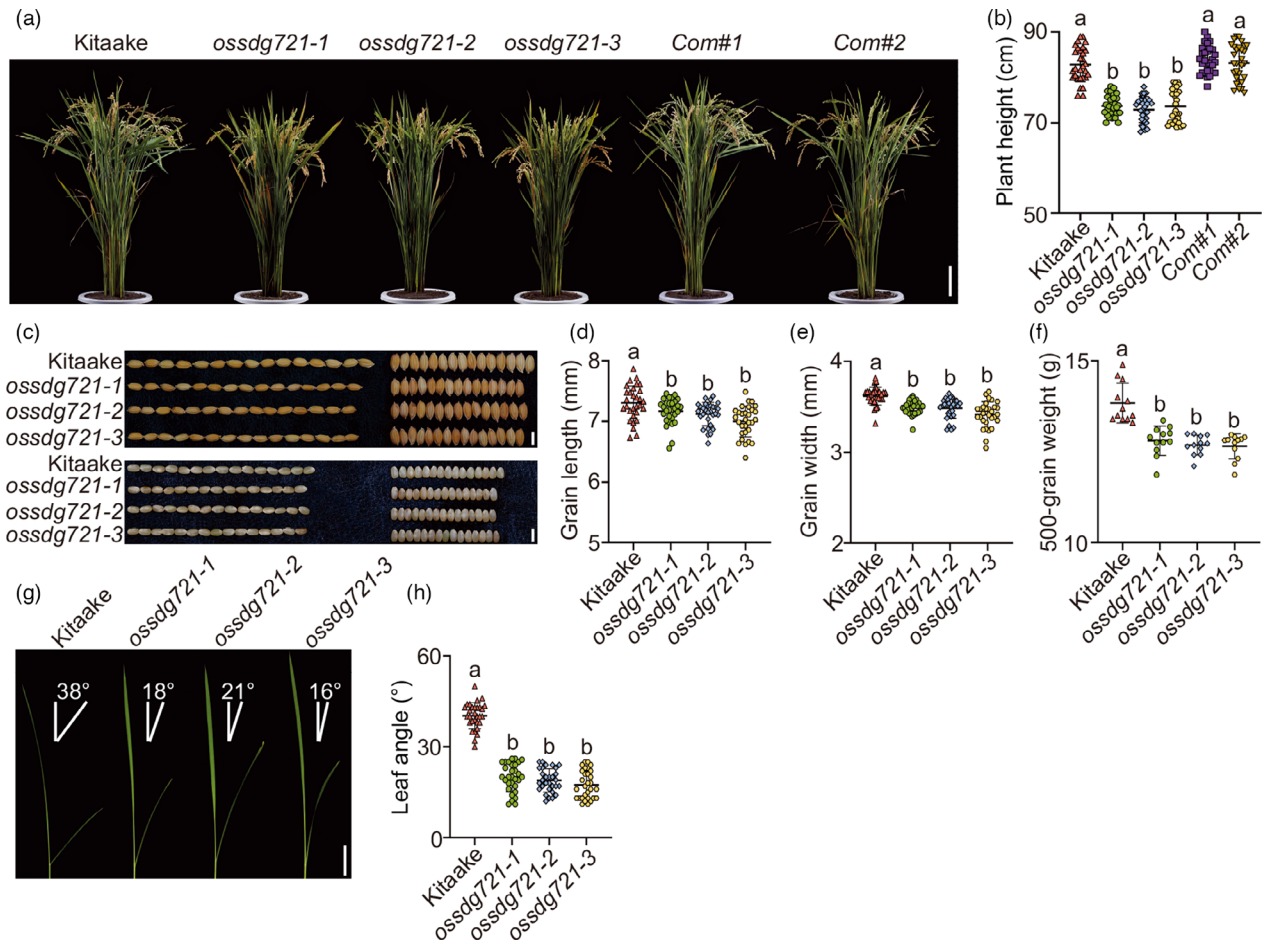 (a)
Kitaake ossdg721-1 ossdg721-2 ossdg721-3 Com#1 Com#2
(b)
Plant height (cm)
90
70
50
a b b b a a
Kitaake
ossdg721-1
ossdg721-2
ossdg721-3
Com#1
Com#2
(c)
Kitaake
ossdg721-1
ossdg721-2
ossdg721-3
Kitaake
ossdg721-1
ossdg721-2
ossdg721-3
(d)
Grain length (mm)
8
7
6
5
a b b b
Kitaake
ossdg721-1
ossdg721-2
ossdg721-3
(e)
Grain width (mm)
4
3
2
a b b b
Kitaake
ossdg721-1
ossdg721-2
ossdg721-3
(f)
500-grain weight (g)
15
10
a b b b
Kitaake
ossdg721-1
ossdg721-2
ossdg721-3
(g)
Kitaake
ossdg721-1
ossdg721-2
ossdg721-3
38° 18° 21° 16°
(h)
Leaf angle (°)
60
30
0
a b b b
Kitaake
ossdg721-1
ossdg721-2
ossdg721-3